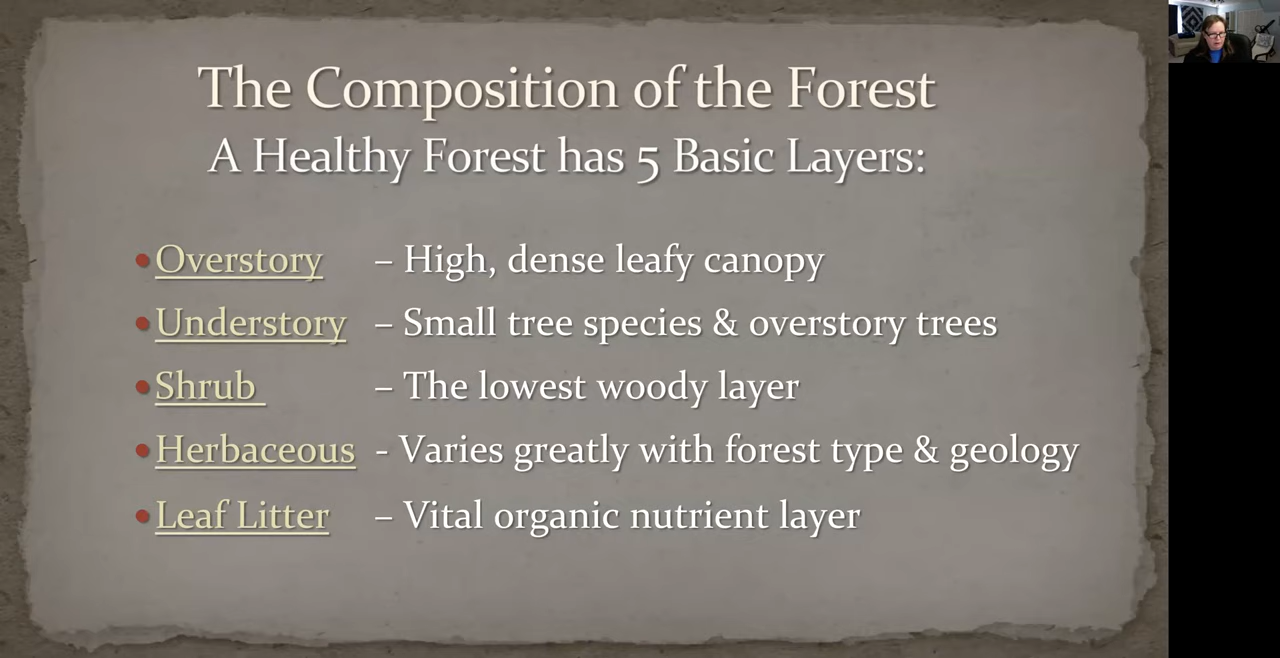 The Composition of the Forest
A Healthy Forest has 5 Basic Layers:
•Overstory – High, dense leafy canopy
•Understory – Small tree species & overstory trees
•Shrub – The lowest woody layer
•Herbaceous - Varies greatly with forest type & geology
•Leaf Litter – Vital organic nutrient layer